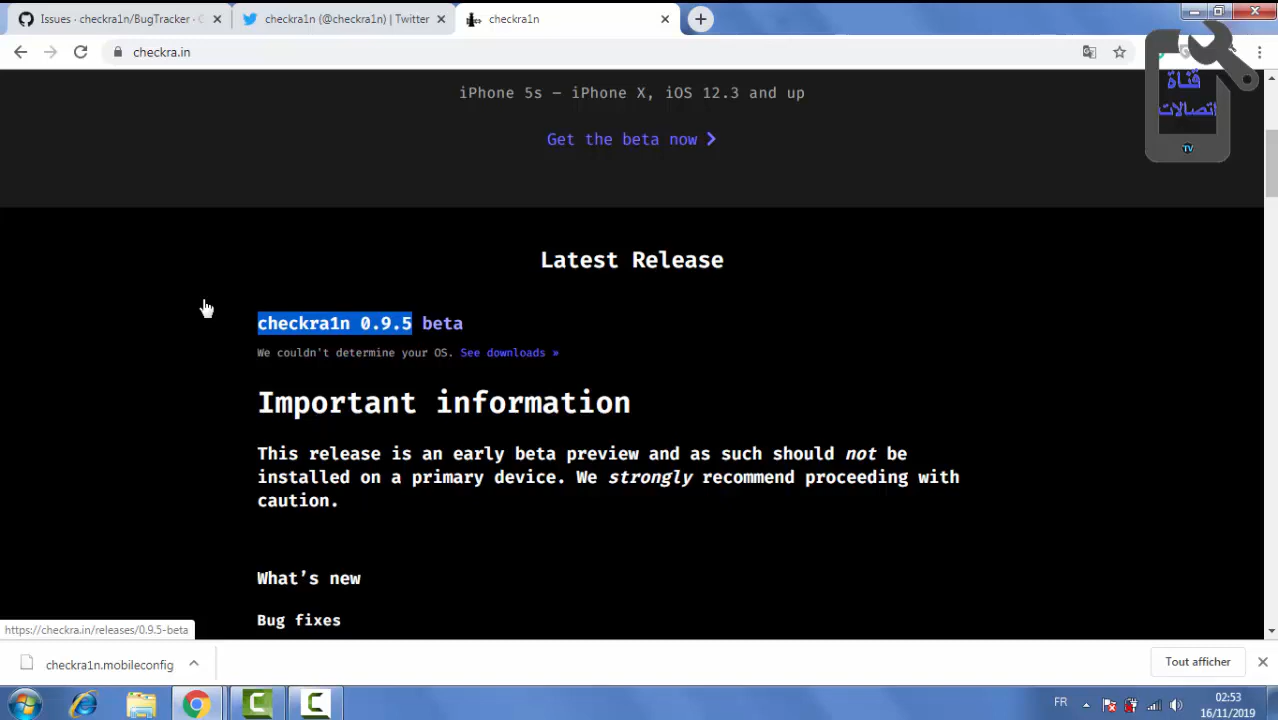 Issues · checkra1n/BugTracker · G
checkra1n (@checkra1n) | Twitter
checkra1n
checkra.in
قناة
اتصالات
TV
iPhone 5s – iPhone X, iOS 12.3 and up
Get the beta now
Latest Release
checkra1n 0.9.5 beta
We couldn't determine your OS. See downloads »
Important information
This release is an early beta preview and as such should not be
installed on a primary device. We strongly recommend proceeding with
caution.
What's new
Bug fixes
https://checkra.in/releases/0.9.5-beta
checkra1n.mobileconfig
Tout afficher
FR
02:53
16/11/2019